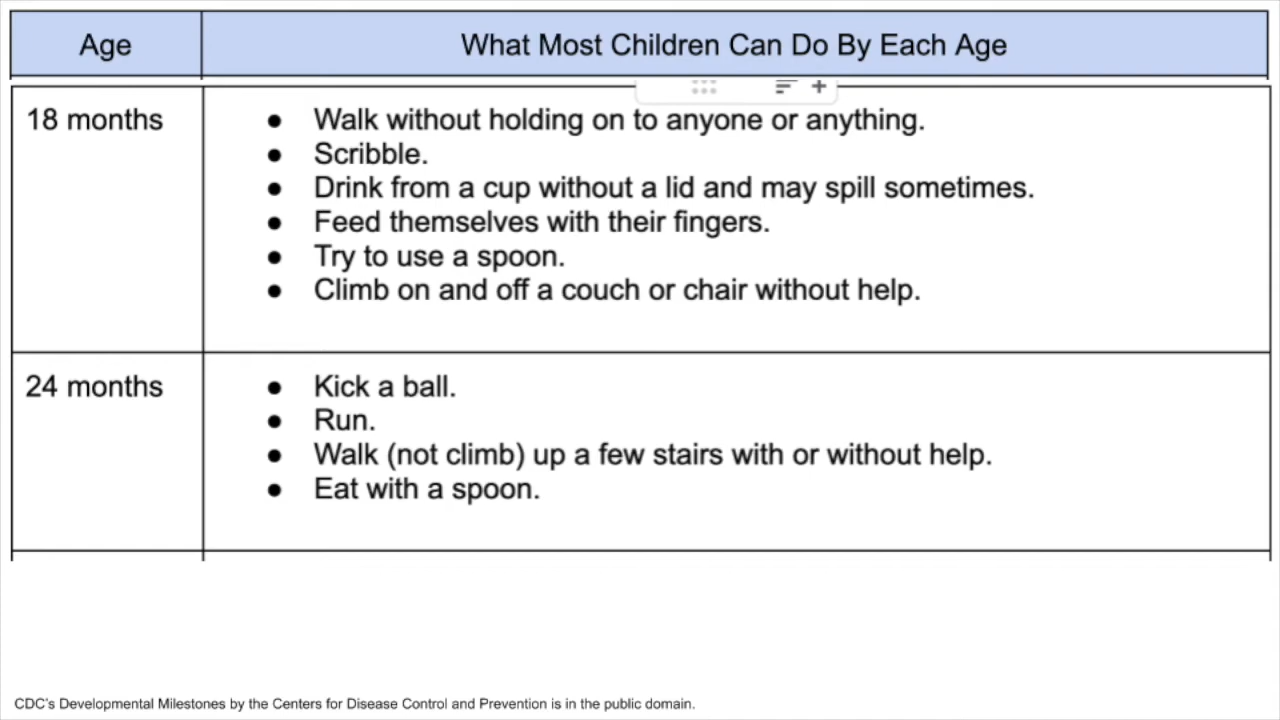 Age
What Most Children Can Do By Each Age
18 months
● Walk without holding on to anyone or anything.
● Scribble.
● Drink from a cup without a lid and may spill sometimes.
● Feed themselves with their fingers.
● Try to use a spoon.
● Climb on and off a couch or chair without help.
24 months
● Kick a ball.
● Run.
● Walk (not climb) up a few stairs with or without help.
● Eat with a spoon.
CDC's Developmental Milestones by the Centers for Disease Control and Prevention is in the public domain.